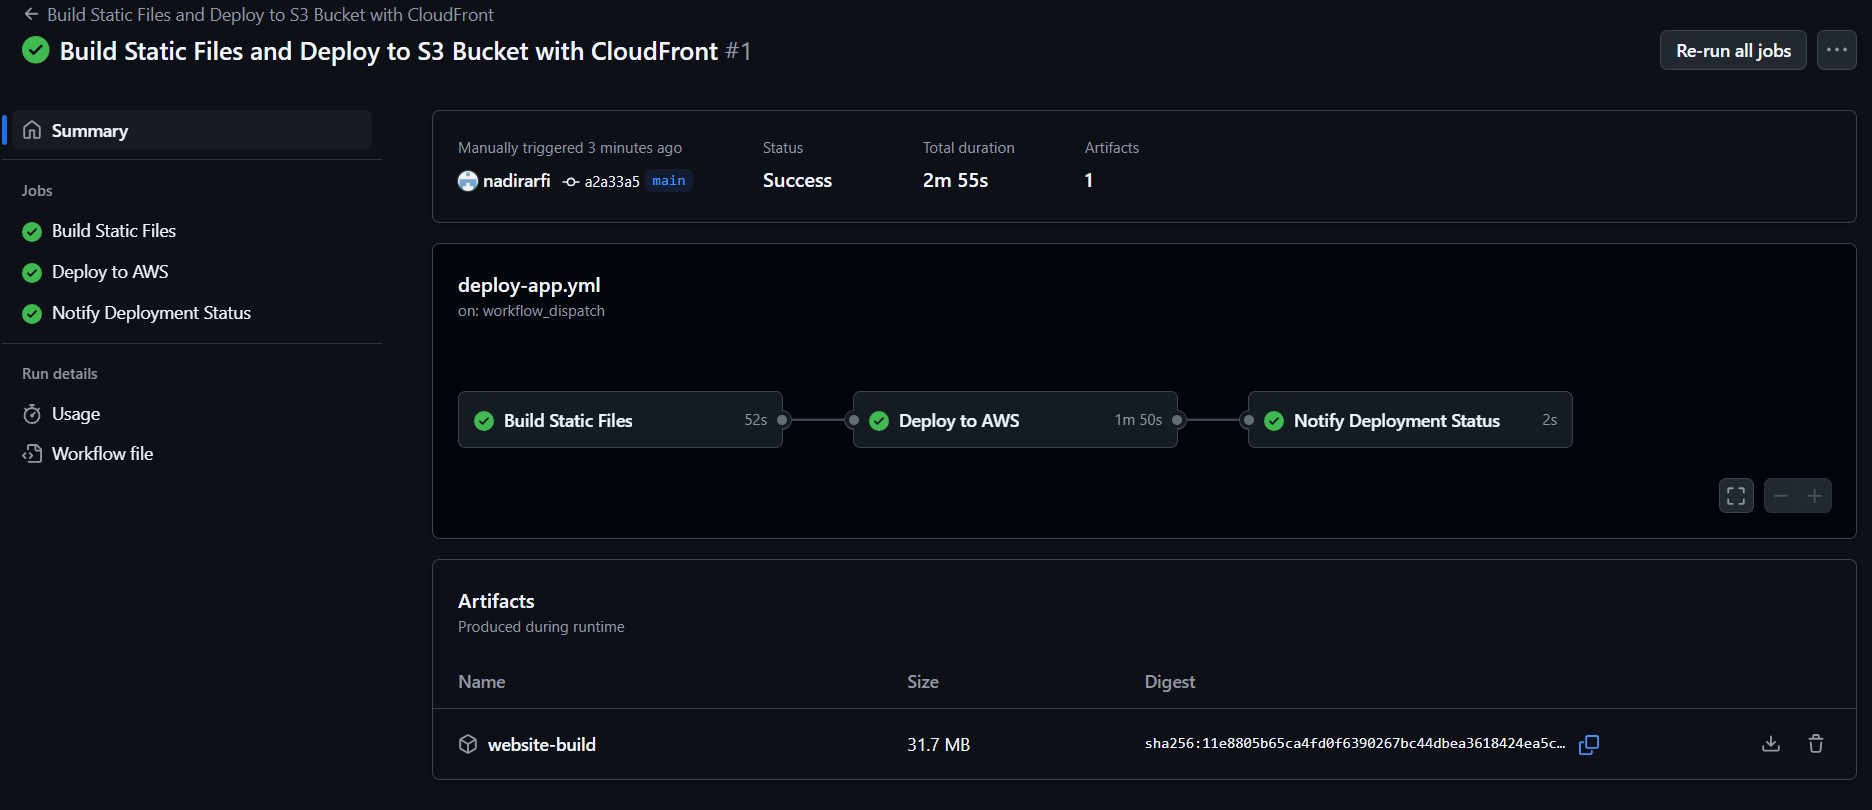 Build Static Files and Deploy to S3 Bucket with CloudFront
Build Static Files and Deploy to S3 Bucket with CloudFront #1
Re-run all jobs
Summary
Jobs
Build Static Files
Deploy to AWS
Notify Deployment Status
Run details
Usage
Workflow file
Manually triggered 3 minutes ago
nadirarfi a2a33a5 main
Status
Success
Total duration
2m 55s
Artifacts
1
deploy-app.yml
on: workflow_dispatch
Build Static Files 52s
Deploy to AWS 1m 50s
Notify Deployment Status 2s
Artifacts
Produced during runtime
Name Size Digest
website-build 31.7 MB sha256:11e8805b65ca4fd0f6390267bc44dbea3618424ea5c…